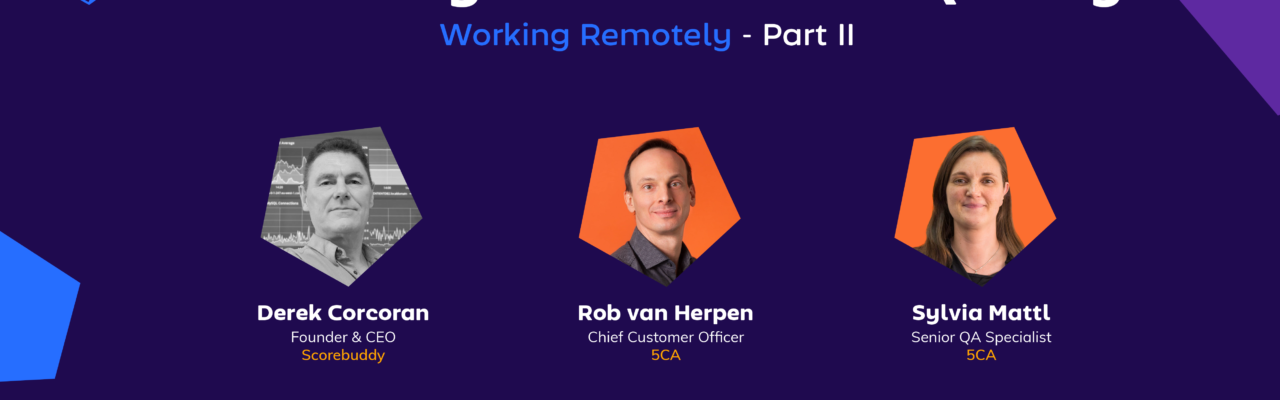 Working Remotely - Part II
Derek Corcoran
Founder & CEO
Scorebuddy
Rob van Herpen
Chief Customer Officer
5CA
Sylvia Mattl
Senior QA Specialist
5CA